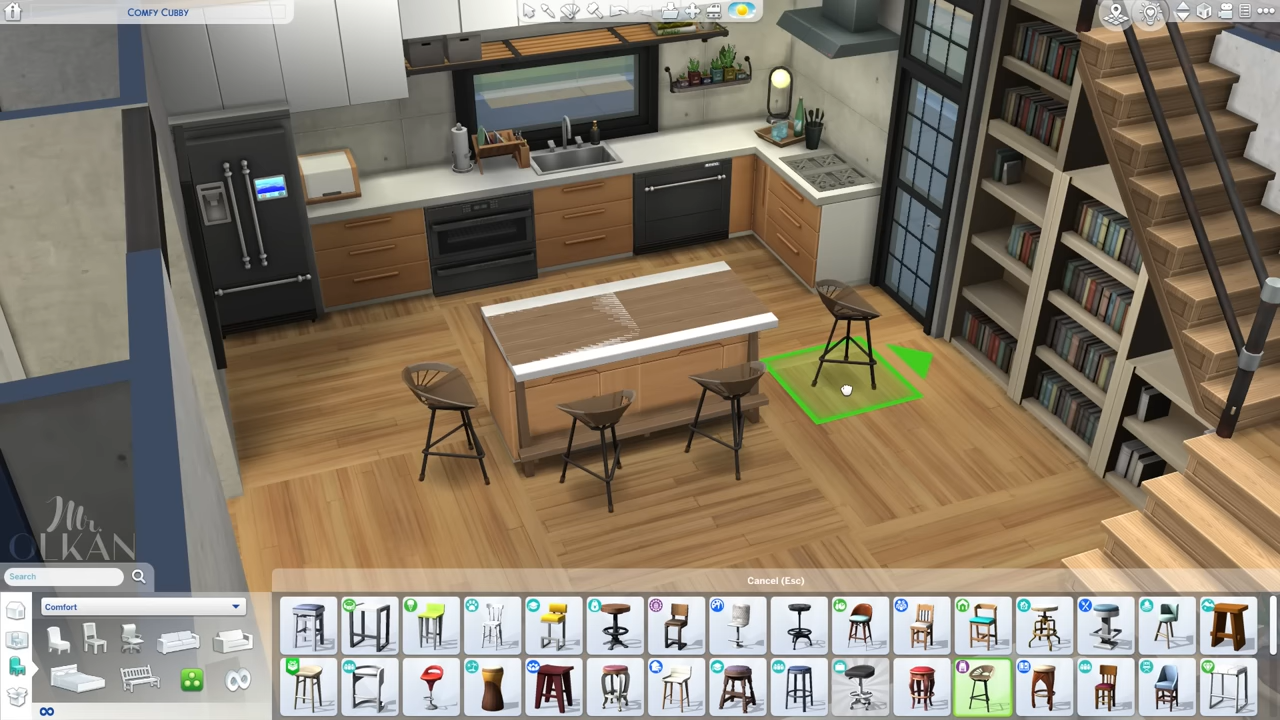 COMFY CUBBY
Mr.
OLKAN
Search
Cancel (Esc)
Comfort